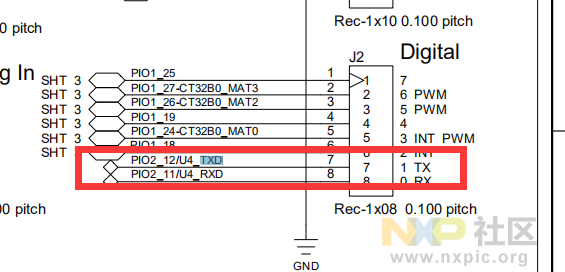 0 pitch
Rec-1x10 0.100 pitch
J2
Digital
g In
SHT 3 PIO1_25 1 1 7
SHT 3 PIO1_27-CT32B0_MAT3 2 2 6 PWM
SHT 3 PIO1_26-CT32B0_MAT2 3 3 5 PWM
SHT 3 PIO1_19 4 4 4
SHT 3 PIO1_24-CT32B0_MAT0 5 5 3 INT PWM
SHT 3 PIO1_18 6 6 2 INT
PIO2_12/U4_TXD 7 7 1 TX
PIO2_11/U4_RXD 8 8 0 RX
00 pitch
Rec-1x08 0.100 pitch
GND
NXP社区
www.nxpic.org